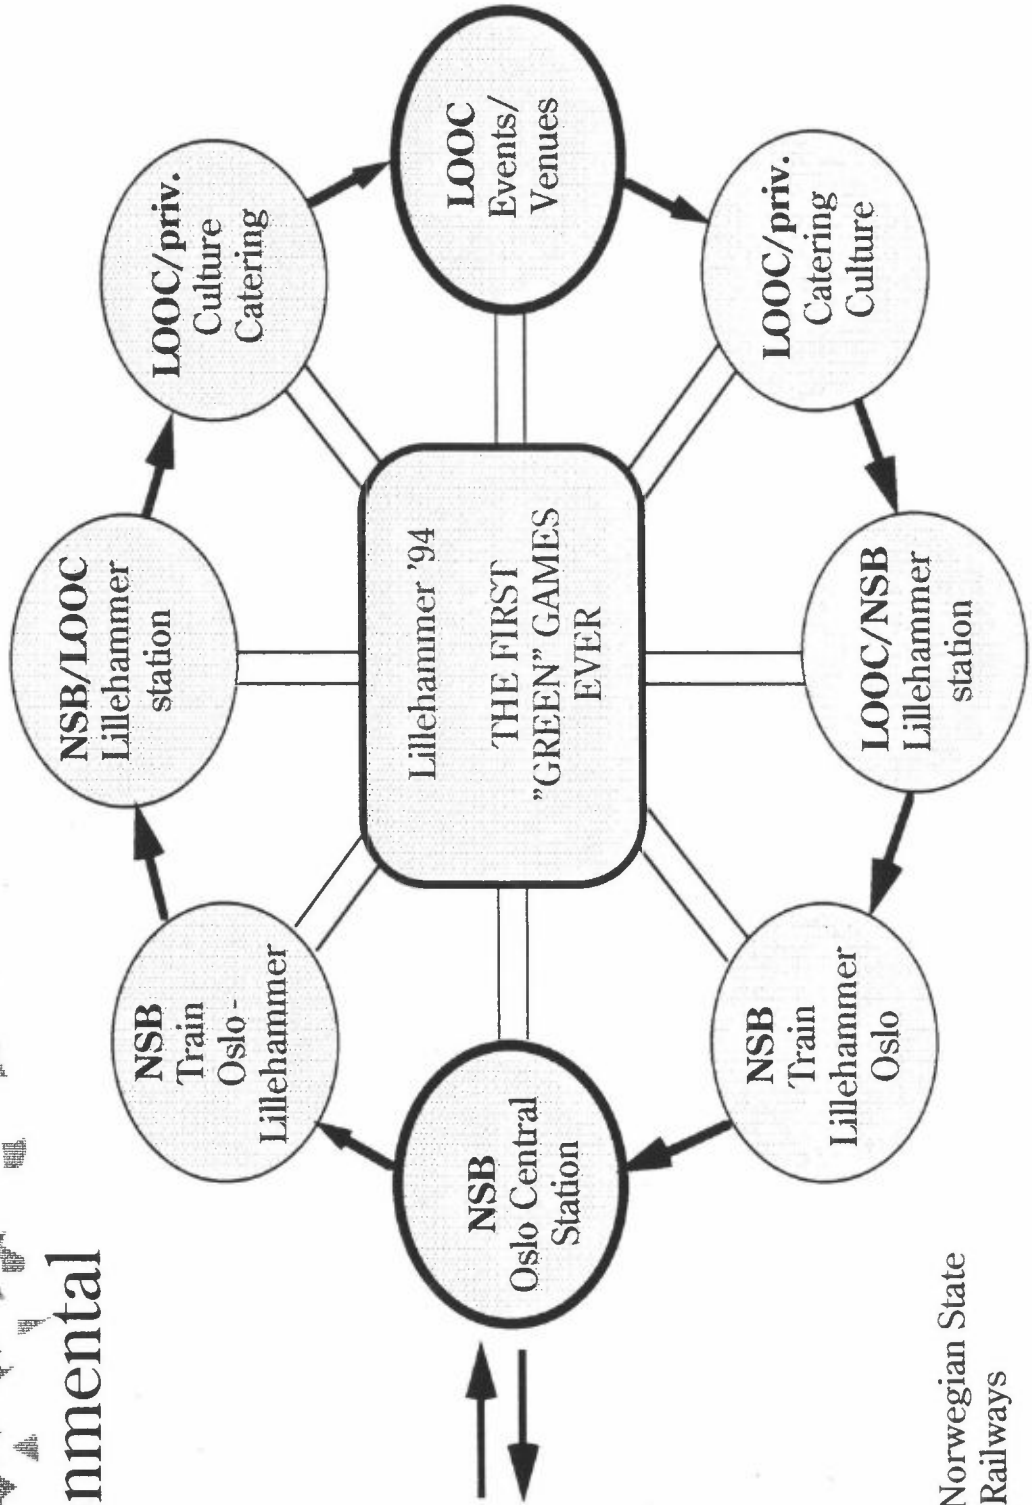 nmental
NSB/LOOC
Lillehammer
station
NSB
Train
Oslo -
Lillehammer
LOOC/priv.
Culture
Catering
NSB
Oslo Central
Station
Lillehammer '94
THE FIRST
"GREEN" GAMES
EVER
LOOC
Events/
Venues
NSB
Train
Lillehammer
Oslo
LOOC/priv.
Catering
Culture
LOOC/NSB
Lillehammer
station
Norwegian State
Railways